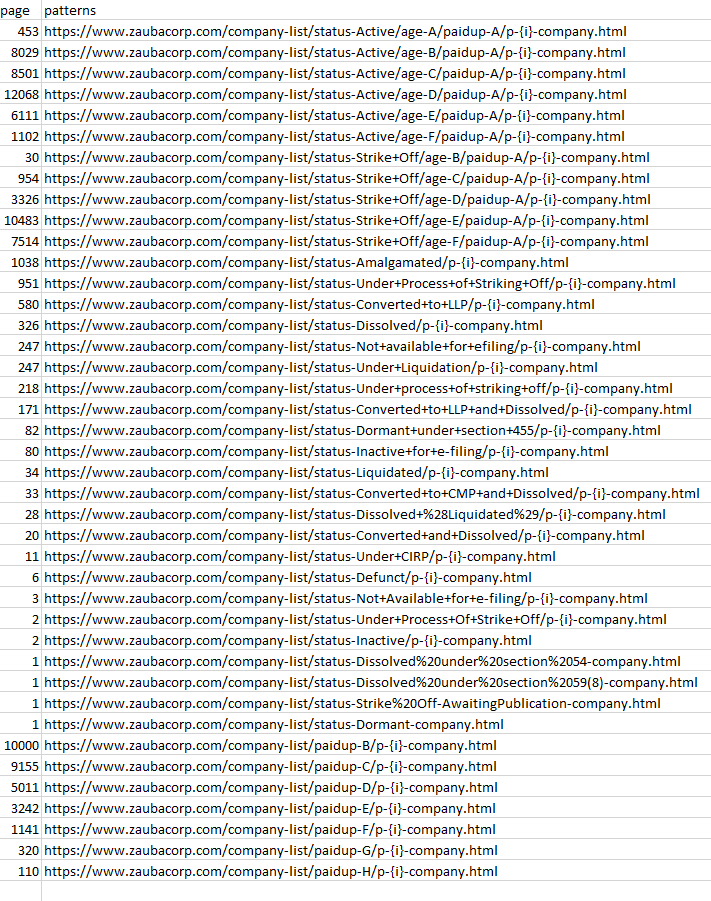 page patterns
453 https://www.zaubacorp.com/company-list/status-Active/age-A/paidup-A/p-{i}-company.html
8029 https://www.zaubacorp.com/company-list/status-Active/age-B/paidup-A/p-{i}-company.html
8501 https://www.zaubacorp.com/company-list/status-Active/age-C/paidup-A/p-{i}-company.html
12068 https://www.zaubacorp.com/company-list/status-Active/age-D/paidup-A/p-{i}-company.html
6111 https://www.zaubacorp.com/company-list/status-Active/age-E/paidup-A/p-{i}-company.html
1102 https://www.zaubacorp.com/company-list/status-Active/age-F/paidup-A/p-{i}-company.html
30 https://www.zaubacorp.com/company-list/status-Strike+Off/age-B/paidup-A/p-{i}-company.html
954 https://www.zaubacorp.com/company-list/status-Strike+Off/age-C/paidup-A/p-{i}-company.html
3326 https://www.zaubacorp.com/company-list/status-Strike+Off/age-D/paidup-A/p-{i}-company.html
10483 https://www.zaubacorp.com/company-list/status-Strike+Off/age-E/paidup-A/p-{i}-company.html
7514 https://www.zaubacorp.com/company-list/status-Strike+Off/age-F/paidup-A/p-{i}-company.html
1038 https://www.zaubacorp.com/company-list/status-Amalgamated/p-{i}-company.html
951 https://www.zaubacorp.com/company-list/status-Under+Process+of+Striking+Off/p-{i}-company.html
580 https://www.zaubacorp.com/company-list/status-Converted+to+LLP/p-{i}-company.html
326 https://www.zaubacorp.com/company-list/status-Dissolved/p-{i}-company.html
247 https://www.zaubacorp.com/company-list/status-Not+available+for+efiling/p-{i}-company.html
247 https://www.zaubacorp.com/company-list/status-Under+Liquidation/p-{i}-company.html
218 https://www.zaubacorp.com/company-list/status-Under+process+of+striking+off/p-{i}-company.html
171 https://www.zaubacorp.com/company-list/status-Converted+to+LLP+and+Dissolved/p-{i}-company.html
82 https://www.zaubacorp.com/company-list/status-Dormant+under+section+455/p-{i}-company.html
80 https://www.zaubacorp.com/company-list/status-Inactive+for+e-filing/p-{i}-company.html
34 https://www.zaubacorp.com/company-list/status-Liquidated/p-{i}-company.html
33 https://www.zaubacorp.com/company-list/status-Converted+to+CMP+and+Dissolved/p-{i}-company.html
28 https://www.zaubacorp.com/company-list/status-Dissolved+%28Liquidated%29/p-{i}-company.html
20 https://www.zaubacorp.com/company-list/status-Converted+and+Dissolved/p-{i}-company.html
11 https://www.zaubacorp.com/company-list/status-Under+CIRP/p-{i}-company.html
6 https://www.zaubacorp.com/company-list/status-Defunct/p-{i}-company.html
3 https://www.zaubacorp.com/company-list/status-Not+Available+for+e-filing/p-{i}-company.html
2 https://www.zaubacorp.com/company-list/status-Under+Process+Of+Strike+Off/p-{i}-company.html
2 https://www.zaubacorp.com/company-list/status-Inactive/p-{i}-company.html
1 https://www.zaubacorp.com/company-list/status-Dissolved%20under%20section%2054-company.html
1 https://www.zaubacorp.com/company-list/status-Dissolved%20under%20section%2059(8)-company.html
1 https://www.zaubacorp.com/company-list/status-Strike%20Off-AwaitingPublication-company.html
1 https://www.zaubacorp.com/company-list/status-Dormant-company.html
10000 https://www.zaubacorp.com/company-list/paidup-B/p-{i}-company.html
9155 https://www.zaubacorp.com/company-list/paidup-C/p-{i}-company.html
5011 https://www.zaubacorp.com/company-list/paidup-D/p-{i}-company.html
3242 https://www.zaubacorp.com/company-list/paidup-E/p-{i}-company.html
1141 https://www.zaubacorp.com/company-list/paidup-F/p-{i}-company.html
320 https://www.zaubacorp.com/company-list/paidup-G/p-{i}-company.html
110 https://www.zaubacorp.com/company-list/paidup-H/p-{i}-company.html